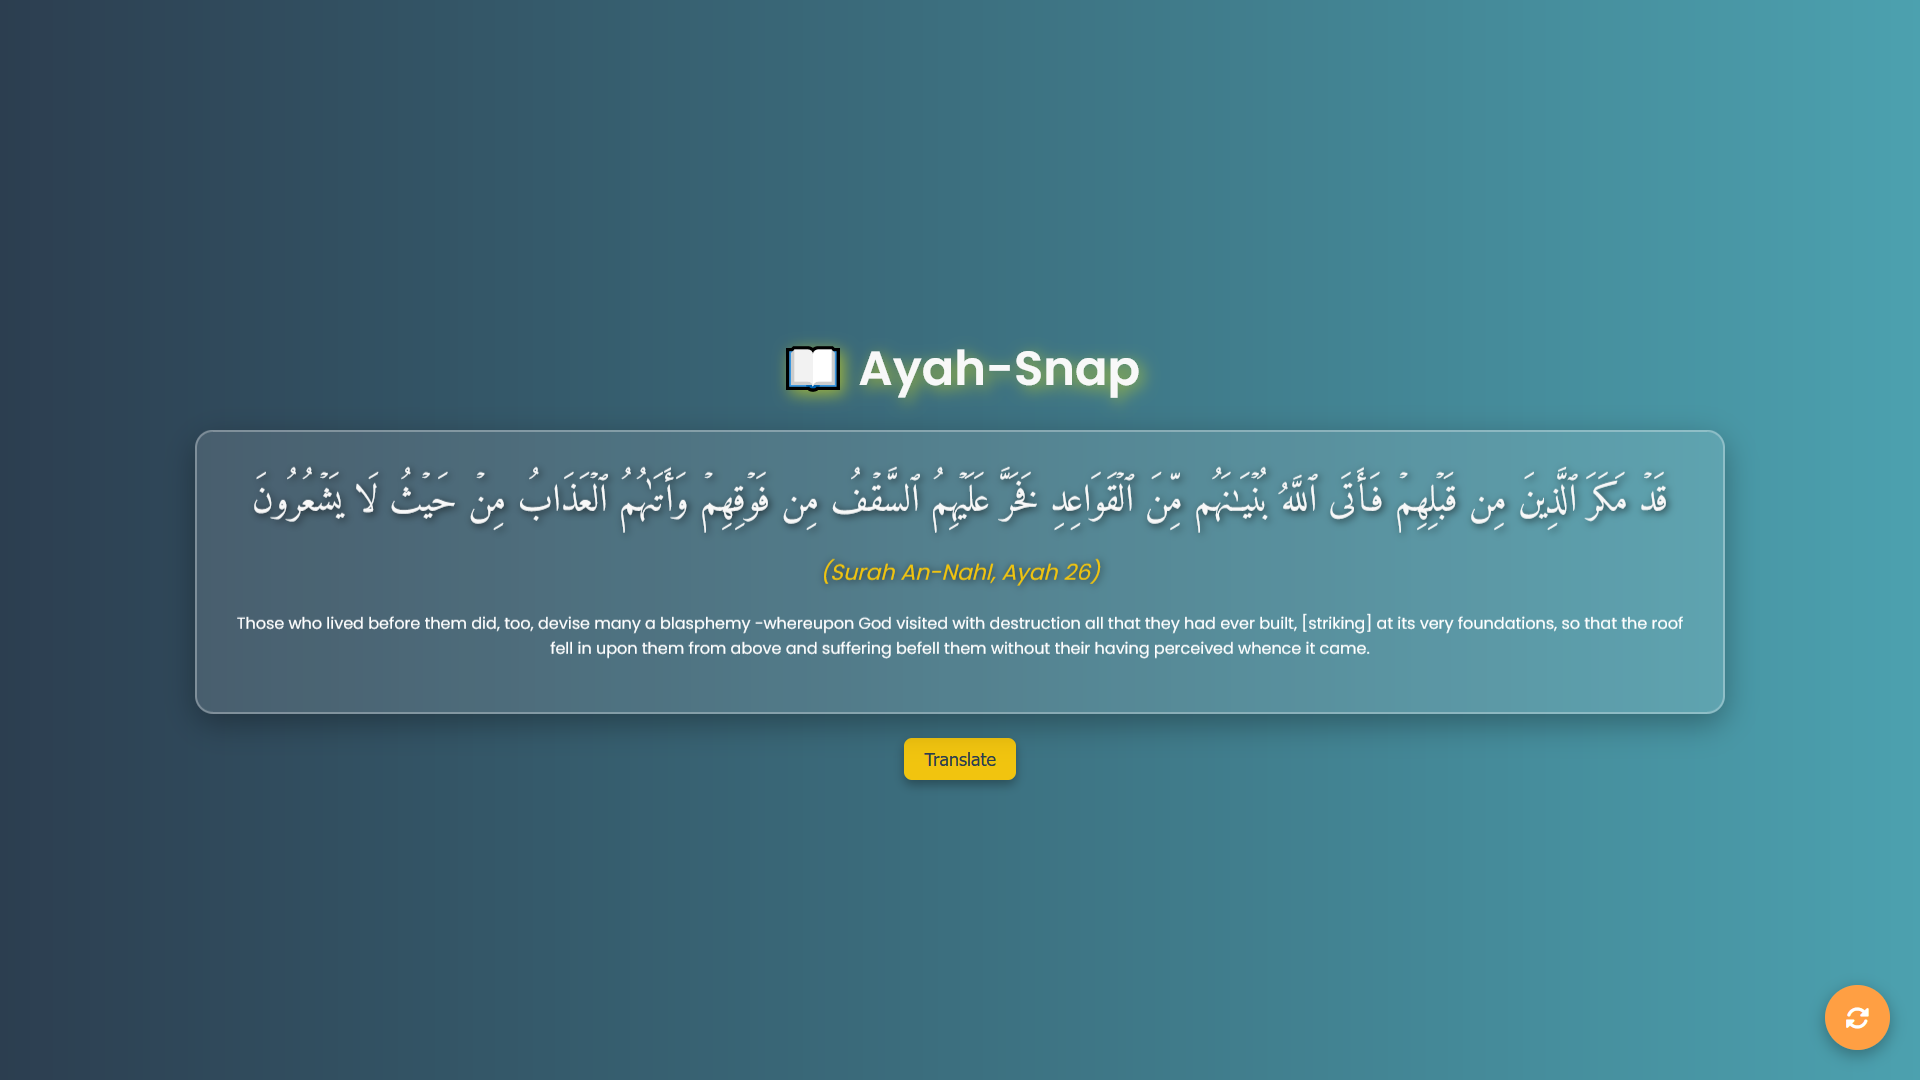 📖 Ayah-Snap
قَدۡ مَكَرَ ٱلَّذِينَ مِن قَبۡلِهِمۡ فَأَتَى ٱللَّهُ بُنۡيَٰنَهُم مِّنَ ٱلۡقَوَاعِدِ فَخَرَّ عَلَيۡهِمُ ٱلسَّقۡفُ مِن فَوۡقِهِمۡ وَأَتَىٰهُمُ ٱلۡعَذَابُ مِنۡ حَيۡثُ لَا يَشۡعُرُونَ
(Surah An-Nahl, Ayah 26)
Those who lived before them did, too, devise many a blasphemy -whereupon God visited with destruction all that they had ever built, [striking] at its very foundations, so that the roof
fell in upon them from above and suffering befell them without their having perceived whence it came.
Translate